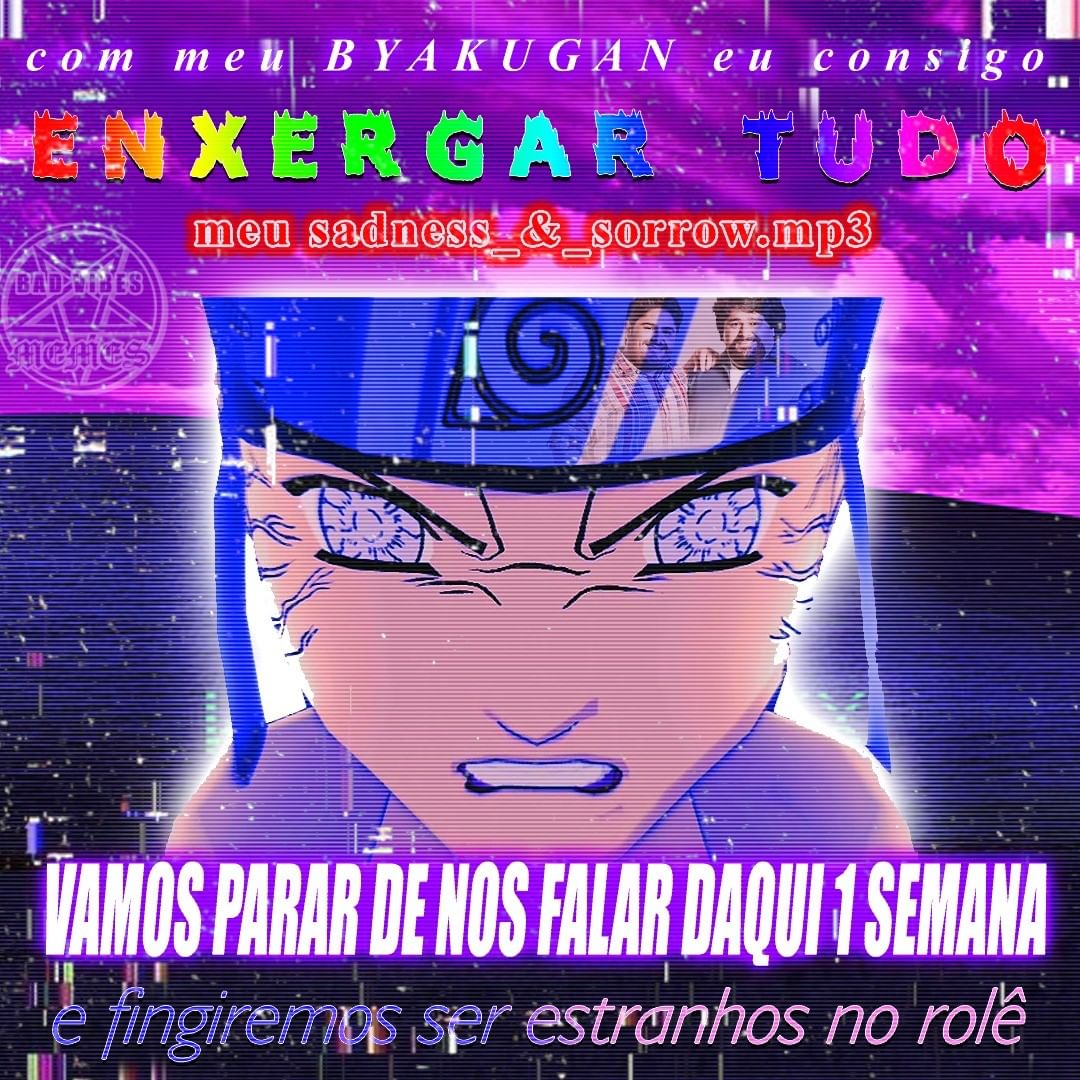 com meu BYAKUGAN eu consigo
ENXERGAR TUDO
meu sadness_&_sorrow.mp3
BAD VIBES
MEMES
VAMOS PARAR DE NOS FALAR DAQUI 1 SEMANA
e fingiremos ser estranhos no rolê